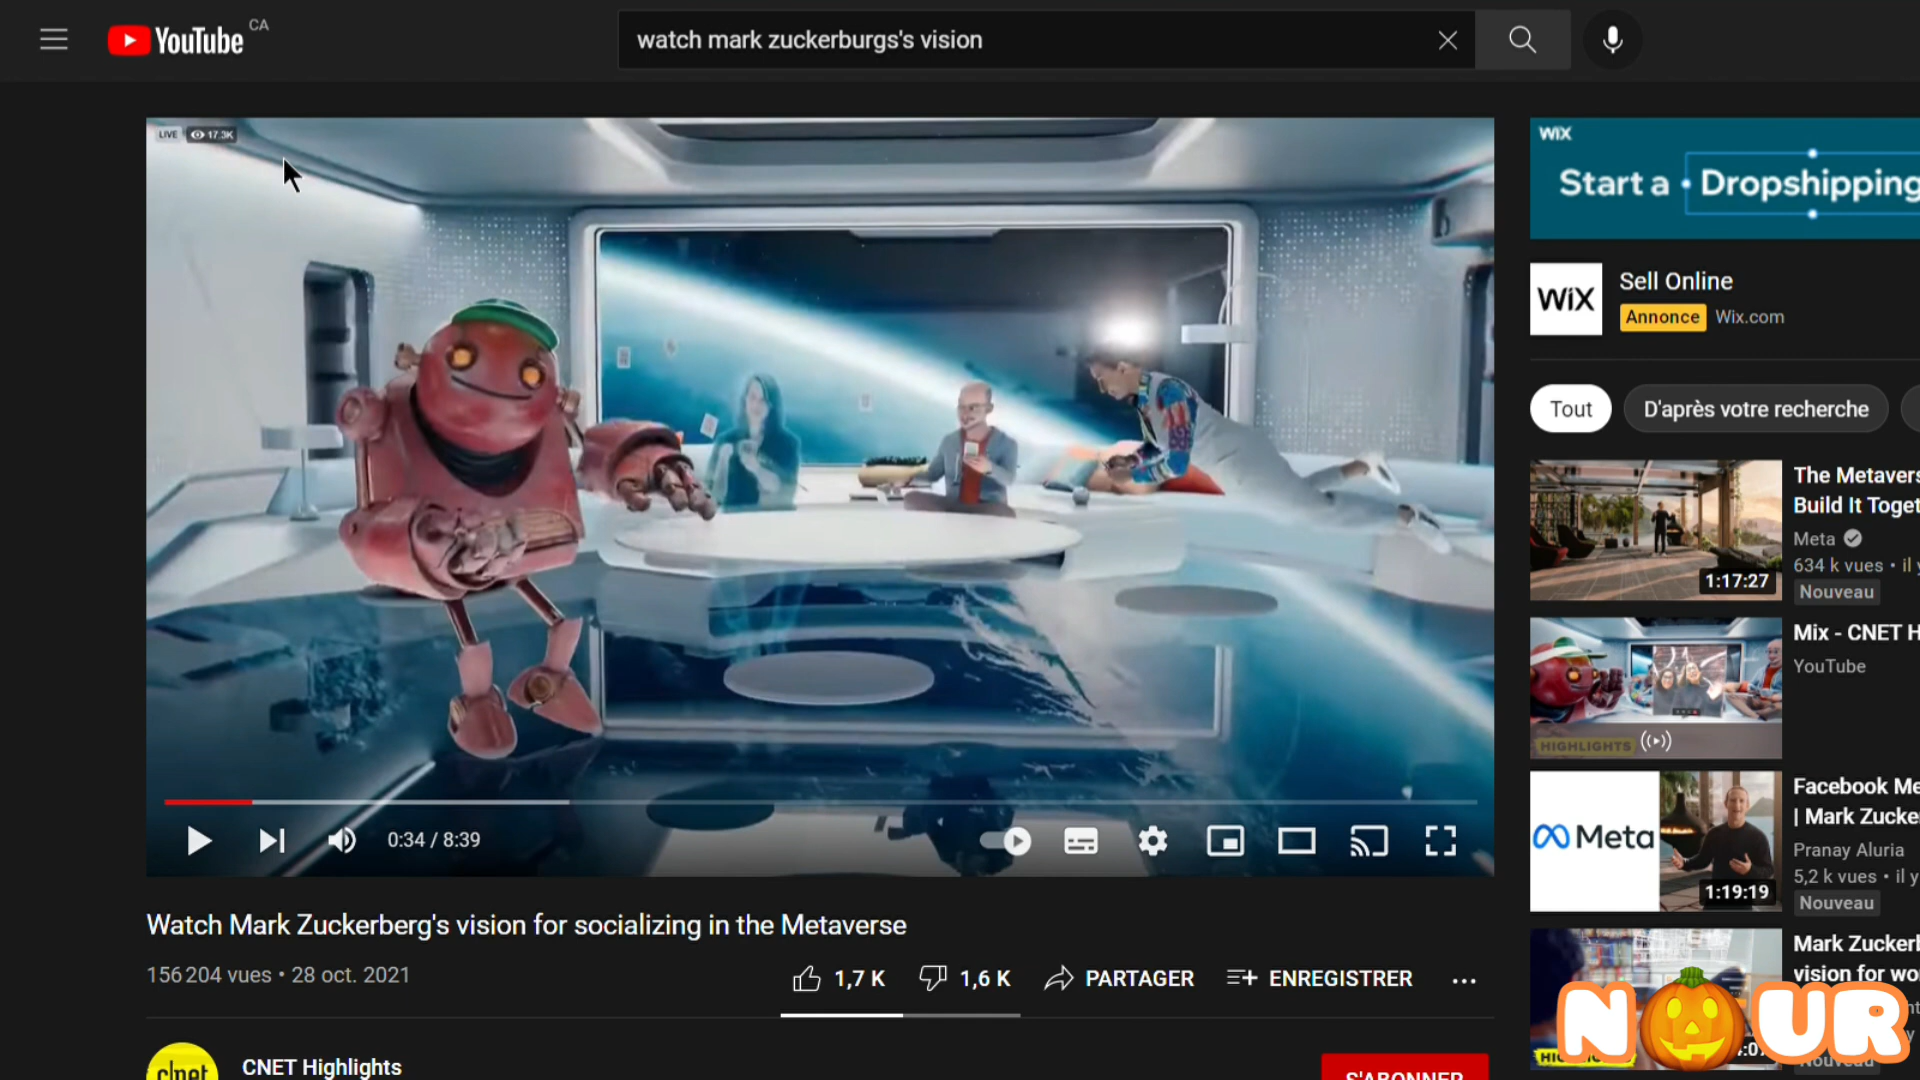 YouTube CA
watch mark zuckerburgs's vision
LIVE 17.3K
0:34 / 8:39
Watch Mark Zuckerberg's vision for socializing in the Metaverse
156 204 vues • 28 oct. 2021
1,7 K 1,6 K PARTAGER ENREGISTRER
CNET Highlights
cnet
S'ABONNER
WiX
Start a Dropshipping
WiX
Sell Online
Annonce Wix.com
Tout D'après votre recherche
The Metavers
Build It Toget
Meta
634 k vues • il y
Nouveau
1:17:27
Mix - CNET H
YouTube
HIGHLIGHTS
Facebook Me
| Mark Zucke
Pranay Aluria
5,2 k vues • il y
Nouveau
Meta
1:19:19
Mark Zuckerb
vision for wo
Nouveau
NOUR